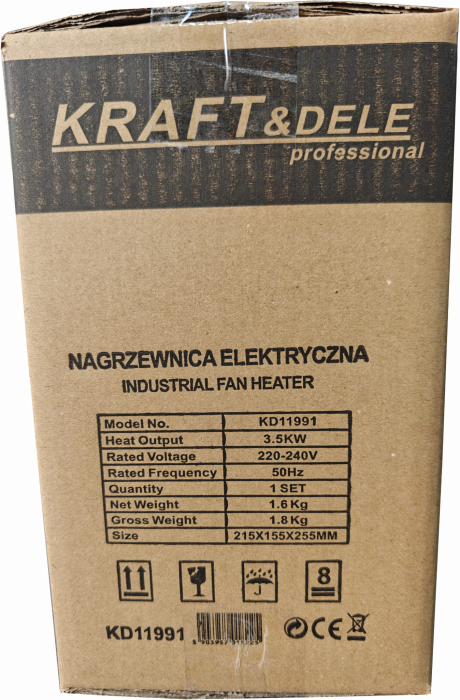 KRAFT&DELE
professional
NAGRZEWNICA ELEKTRYCZNA
INDUSTRIAL FAN HEATER
Model No. KD11991
Heat Output 3.5KW
Rated Voltage 220-240V
Rated Frequency 50Hz
Quantity 1 SET
Net Weight 1.6 Kg
Gross Weight 1.8 Kg
Size 215X155X255MM
8
KD11991
CE